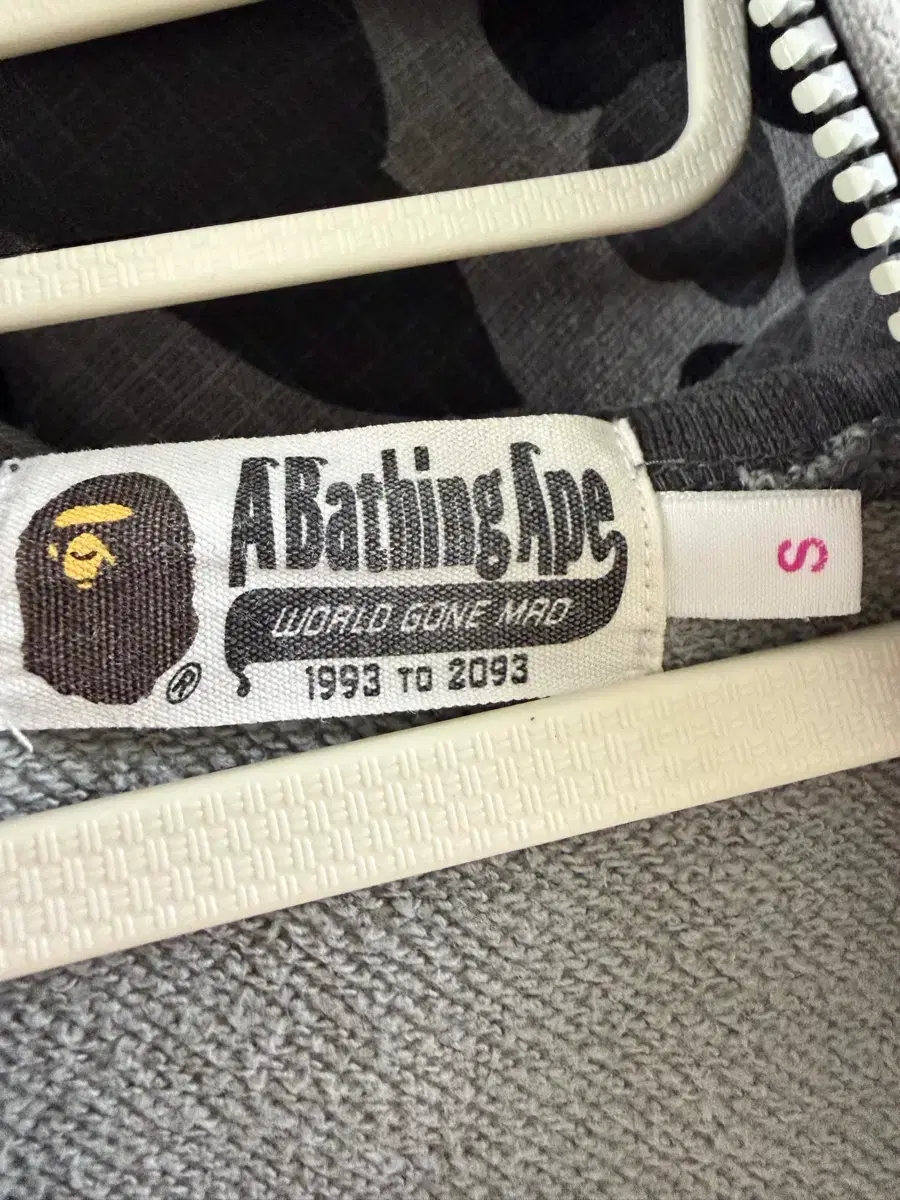 A Bathing Ape
WORLD GONE MAD
1993 TO 2093
®
S